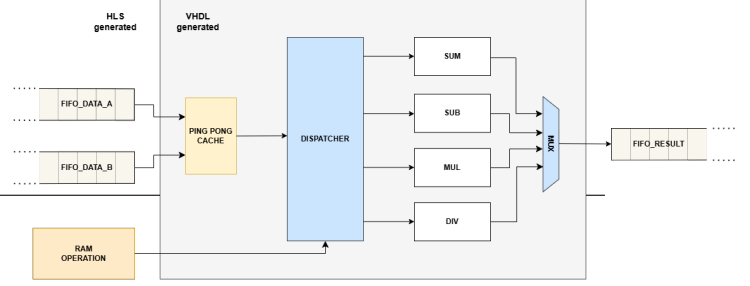 HLS
generated
VHDL
generated
FIFO_DATA_A
FIFO_DATA_B
PING PONG
CACHE
DISPATCHER
SUM
SUB
MUL
DIV
MUX
FIFO_RESULT
RAM
OPERATION